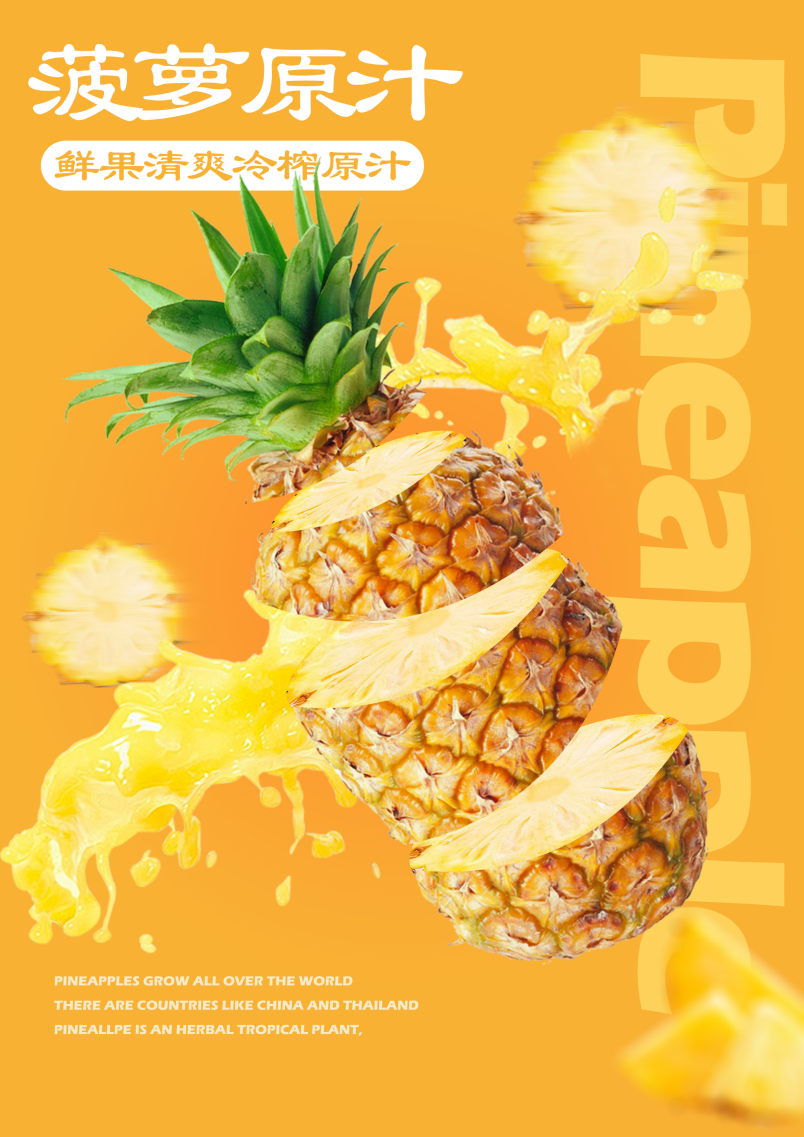 菠萝原汁
鲜果清爽冷榨原汁
pineapple
PINEAPPLES GROW ALL OVER THE WORLD
THERE ARE COUNTRIES LIKE CHINA AND THAILAND
PINEALLPE IS AN HERBAL TROPICAL PLANT,